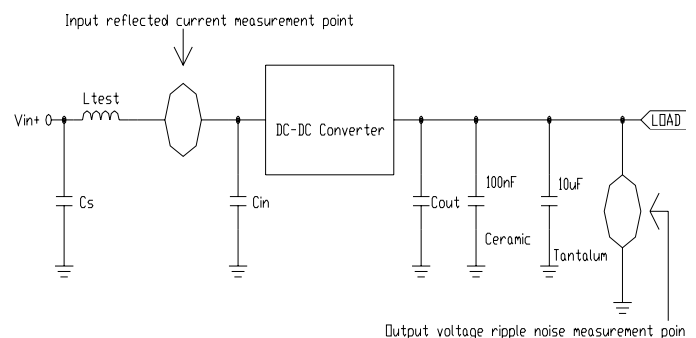 Input reflected current measurement point
Ltest
Vin+
LOAD
DC-DC Converter
100nF
10uF
Cs
Cin
Cout
Ceramic
Tantalum
Output voltage ripple noise measurement poin